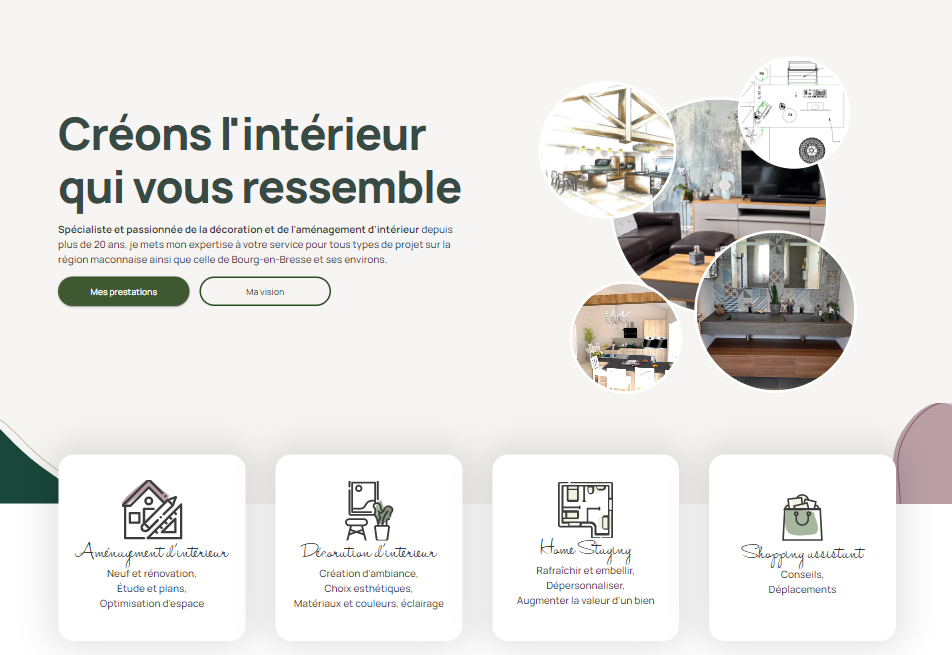 Créons l'intérieur
qui vous ressemble
Spécialiste et passionnée de la décoration et de l'aménagement d'intérieur depuis
plus de 20 ans, je mets mon expertise à votre service pour tous types de projet sur la
région maconnaise ainsi que celle de Bourg-en-Bresse et ses environs.
Mes prestations
Ma vision
Aménagement d'intérieur
Neuf et rénovation,
Étude et plans,
Optimisation d'espace
Décoration d'intérieur
Création d'ambiance,
Choix esthétiques,
Matériaux et couleurs, éclairage
Home Staging
Rafraîchir et embellir,
Dépersonnaliser,
Augmenter la valeur d'un bien
Shopping assistant
Conseils,
Déplacements